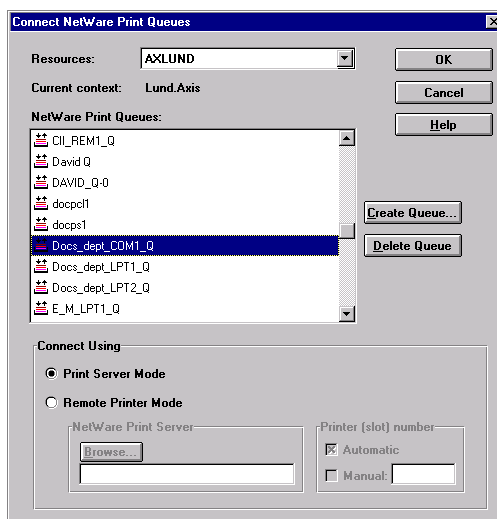 Connect NetWare Print Queues
Resources: AXLUND OK
Current context: Lund.Axis Cancel
NetWare Print Queues: Help
CII_REM1_Q
David Q
DAVID_Q-0
docpcl1
docps1 Create Queue...
Docs_dept_COM1_Q Delete Queue
Docs_dept_LPT1_Q
Docs_dept_LPT2_Q
E_M_LPT1_Q
Connect Using
Print Server Mode
Remote Printer Mode
NetWare Print Server Printer (slot) number
Browse... Automatic
Manual: